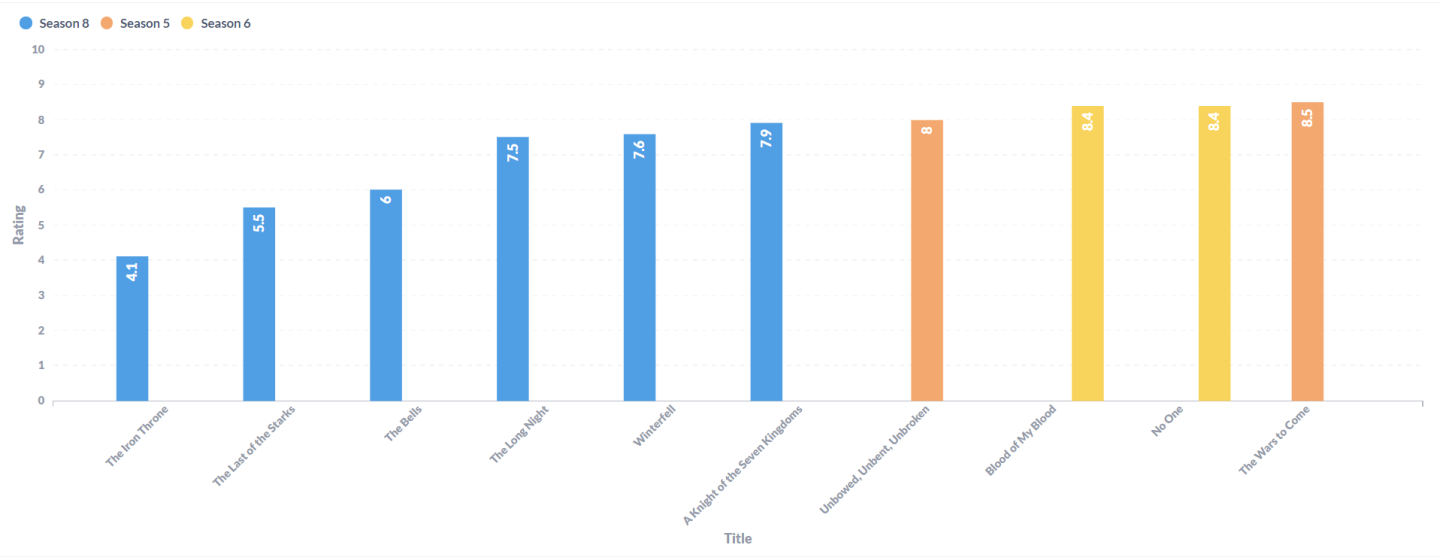 Season 8 Season 5 Season 6
10
9
8
7
6
5
4
3
2
1
0
Rating
4.1
5.5
6
7.5
7.6
7.9
8
8.4
8.4
8.5
The Iron Throne
The Last of the Starks
The Bells
The Long Night
Winterfell
A Knight of the Seven Kingdoms
Unbowed, Unbent, Unbroken
Blood of My Blood
No One
The Wars to Come
Title